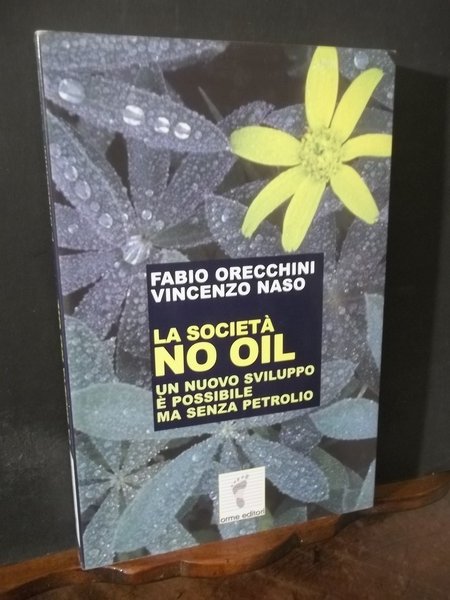 FABIO ORECCHINI
VINCENZO NASO
LA SOCIETÀ
NO OIL
UN NUOVO SVILUPPO
È POSSIBILE
MA SENZA PETROLIO
orme editori